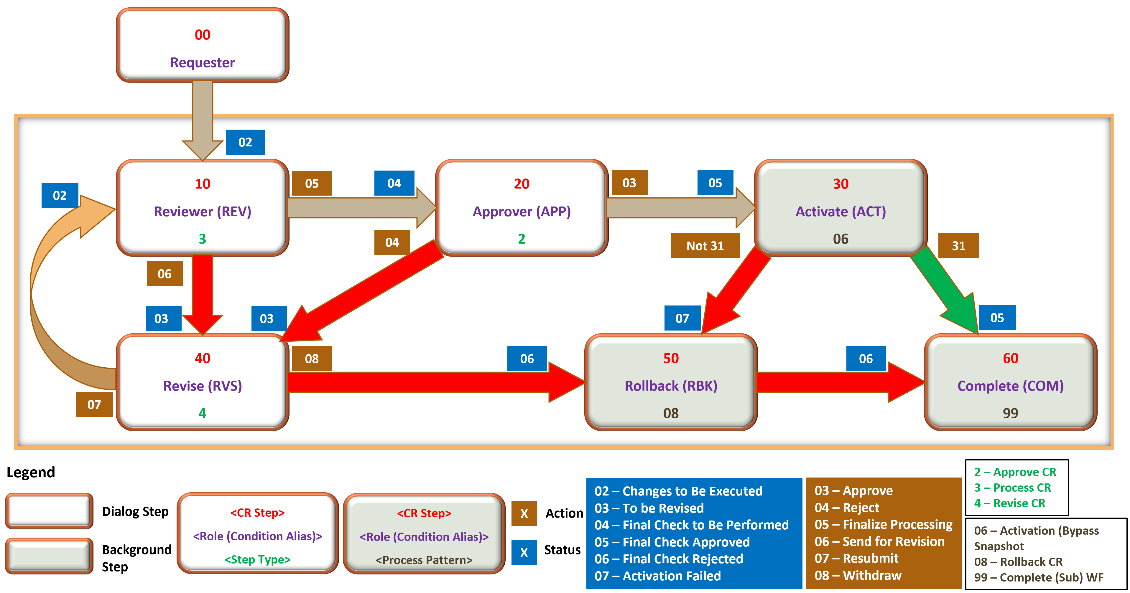 00
Requester
02
10
Reviewer (REV)
3
05
04
20
Approver (APP)
2
03
05
30
Activate (ACT)
06
02
06
04
Not 31
31
03
03
07
05
40
Revise (RVS)
4
08
06
50
Rollback (RBK)
08
06
60
Complete (COM)
99
07
Legend
Dialog Step
Background
Step
<CR Step>
<Role (Condition Alias)>
<Step Type>
<CR Step>
<Role (Condition Alias)>
<Process Pattern>
X Action
X Status
02 – Changes to Be Executed
03 – To be Revised
04 – Final Check to be Performed
05 – Final Check Approved
06 – Final Check Rejected
07 – Activation Failed
03 – Approve
04 – Reject
05 – Finalize Processing
06 – Send for Revision
07 – Resubmit
08 – Withdraw
2 – Approve CR
3 – Process CR
4 – Revise CR
06 – Activation (Bypass
Snapshot
08 – Rollback CR
99 – Complete (Sub) WF